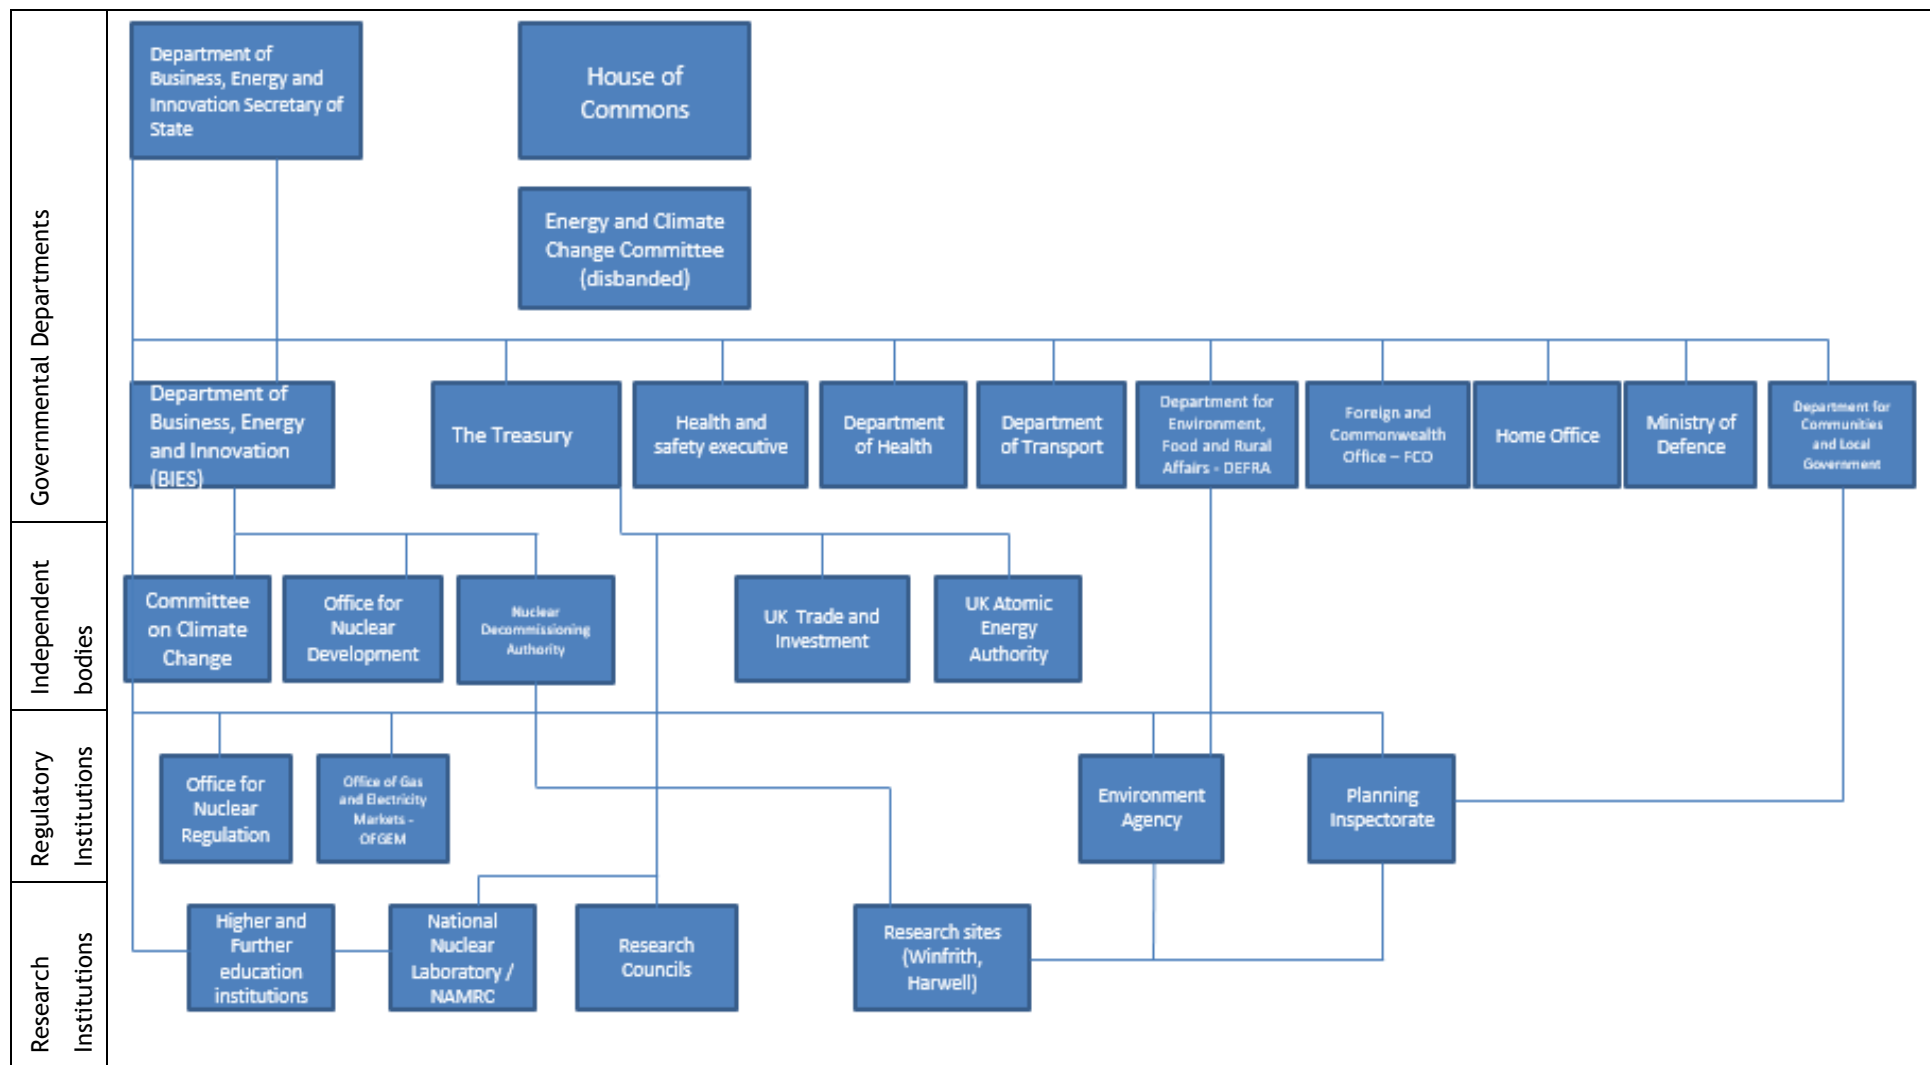 Governmental Departments
Department of
Business, Energy and
Innovation Secretary of
State
House of
Commons
Energy and Climate
Change Committee
(disbanded)
Department of
Business, Energy
and Innovation
(BIES)
The Treasury
Health and
safety executive
Department
of Health
Department
of Transport
Department for
Environment,
Food and Rural
Affairs - DEFRA
Foreign and
Commonwealth
Office – FCO
Home Office
Ministry of
Defence
Department for
Communities
and Local
Government
Independent
bodies
Committee
on Climate
Change
Office for
Nuclear
Development
Nuclear
Decommissioning
Authority
UK Trade and
Investment
UK Atomic
Energy
Authority
Regulatory
Institutions
Office for
Nuclear
Regulation
Office of Gas
and Electricity
Markets -
OFGEM
Environment
Agency
Planning
Inspectorate
Research
Institutions
Higher and
Further
education
institutions
National
Nuclear
Laboratory /
NAMRC
Research
Councils
Research sites
(Winfrith,
Harwell)